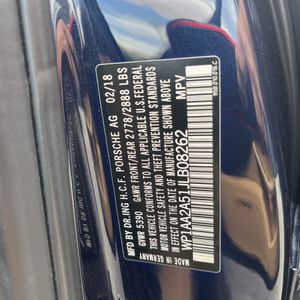 MFD BY DR.ING H.C.F. PORSCHE AG
02/18
GAWR FRONT/REAR 2778/2888 LBS
GVWR 5390
THIS VEHICLE CONFORMS TO ALL APPLICABLE U.S. FEDERAL
MOTOR VEHICLE SAFETY AND THEFT PREVENTION STANDARDS
IN EFFECT ON THE DATE OF MANUFACTURE SHOWN ABOVE
WP1AA2A51JLB08262
MPV
MADE IN GERMANY